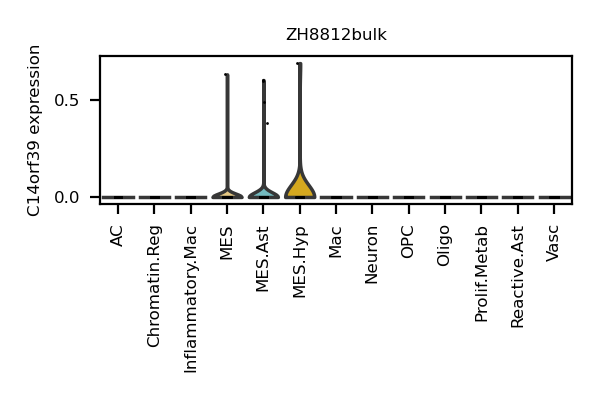 ZH8812bulk
C14orf39 expression
0.5
0.0
AC
Chromatin.Reg
Inflammatory.Mac
MES
MES.Ast
MES.Hyp
Mac
Neuron
OPC
Oligo
Prolif.Metab
Reactive.Ast
Vasc